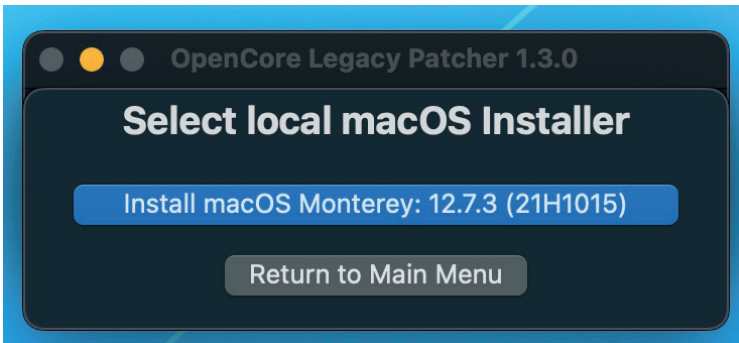 OpenCore Legacy Patcher 1.3.0
Select local macOS Installer
Install macOS Monterey: 12.7.3 (21H1015)
Return to Main Menu